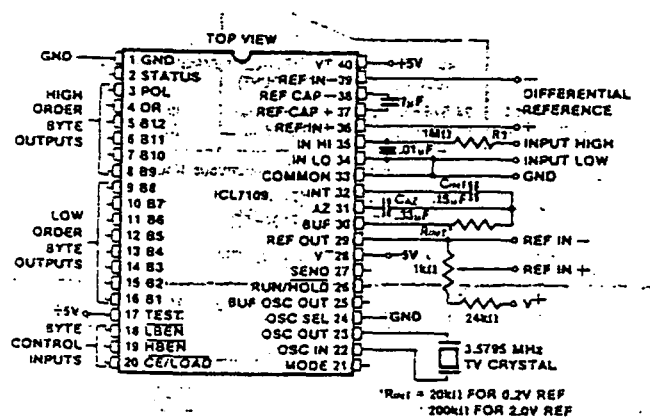 TOP VIEW
GND
1 GND
2 STATUS
3 POL
4 OR
5 B12
6 B11
7 B10
8 B9
9 B8
10 B7
11 B6
12 B5
13 B4
14 B3
15 B2
16 B1
17 TEST
18 LBEN
19 HBEN
20 CE/LOAD
HIGH
ORDER
BYTE
OUTPUTS
LOW
ORDER
BYTE
OUTPUTS
+5V
BYTE
CONTROL
INPUTS
ICL7109
V+ 40
REF IN- 39
REF CAP- 38
REF CAP+ 37
REF IN+ 36
IN HI 35
IN LO 34
COMMON 33
INT 32
AZ 31
BUF 30
REF OUT 29
V- 28
SEND 27
RUN/HOLD 26
BUF OSC OUT 25
OSC SEL 24
OSC OUT 23
OSC IN 22
MODE 21
+5V
-
DIFFERENTIAL
REFERENCE
+
1µF
1MΩ R1
INPUT HIGH
.01µF
INPUT LOW
GND
CINT
.15µF
CAZ
.33µF
RINT
REF IN -
-5V
1kΩ
REF IN +
24kΩ
V+
GND
3.5795 MHz
TV CRYSTAL
*RINT = 20kΩ FOR 0.2V REF
200kΩ FOR 2.0V REF